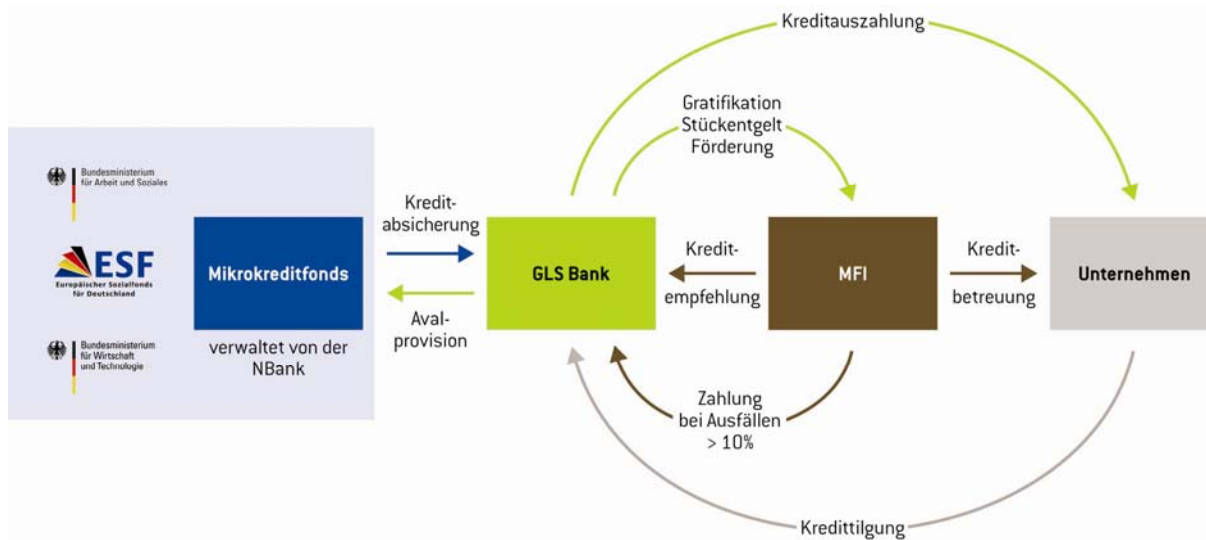 Kreditauszahlung
Gratifikation
Stückentgelt
Förderung
Bundesministerium
für Arbeit und Soziales
ESF
Europäischer Sozialfonds
für Deutschland
Bundesministerium
für Wirtschaft
und Technologie
Mikrokreditfonds
verwaltet von der
NBank
Kredit-
absicherung
Aval-
provision
GLS Bank
Kredit-
empfehlung
MFI
Kredit-
betreuung
Unternehmen
Zahlung
bei Ausfällen
> 10%
Kredittilgung